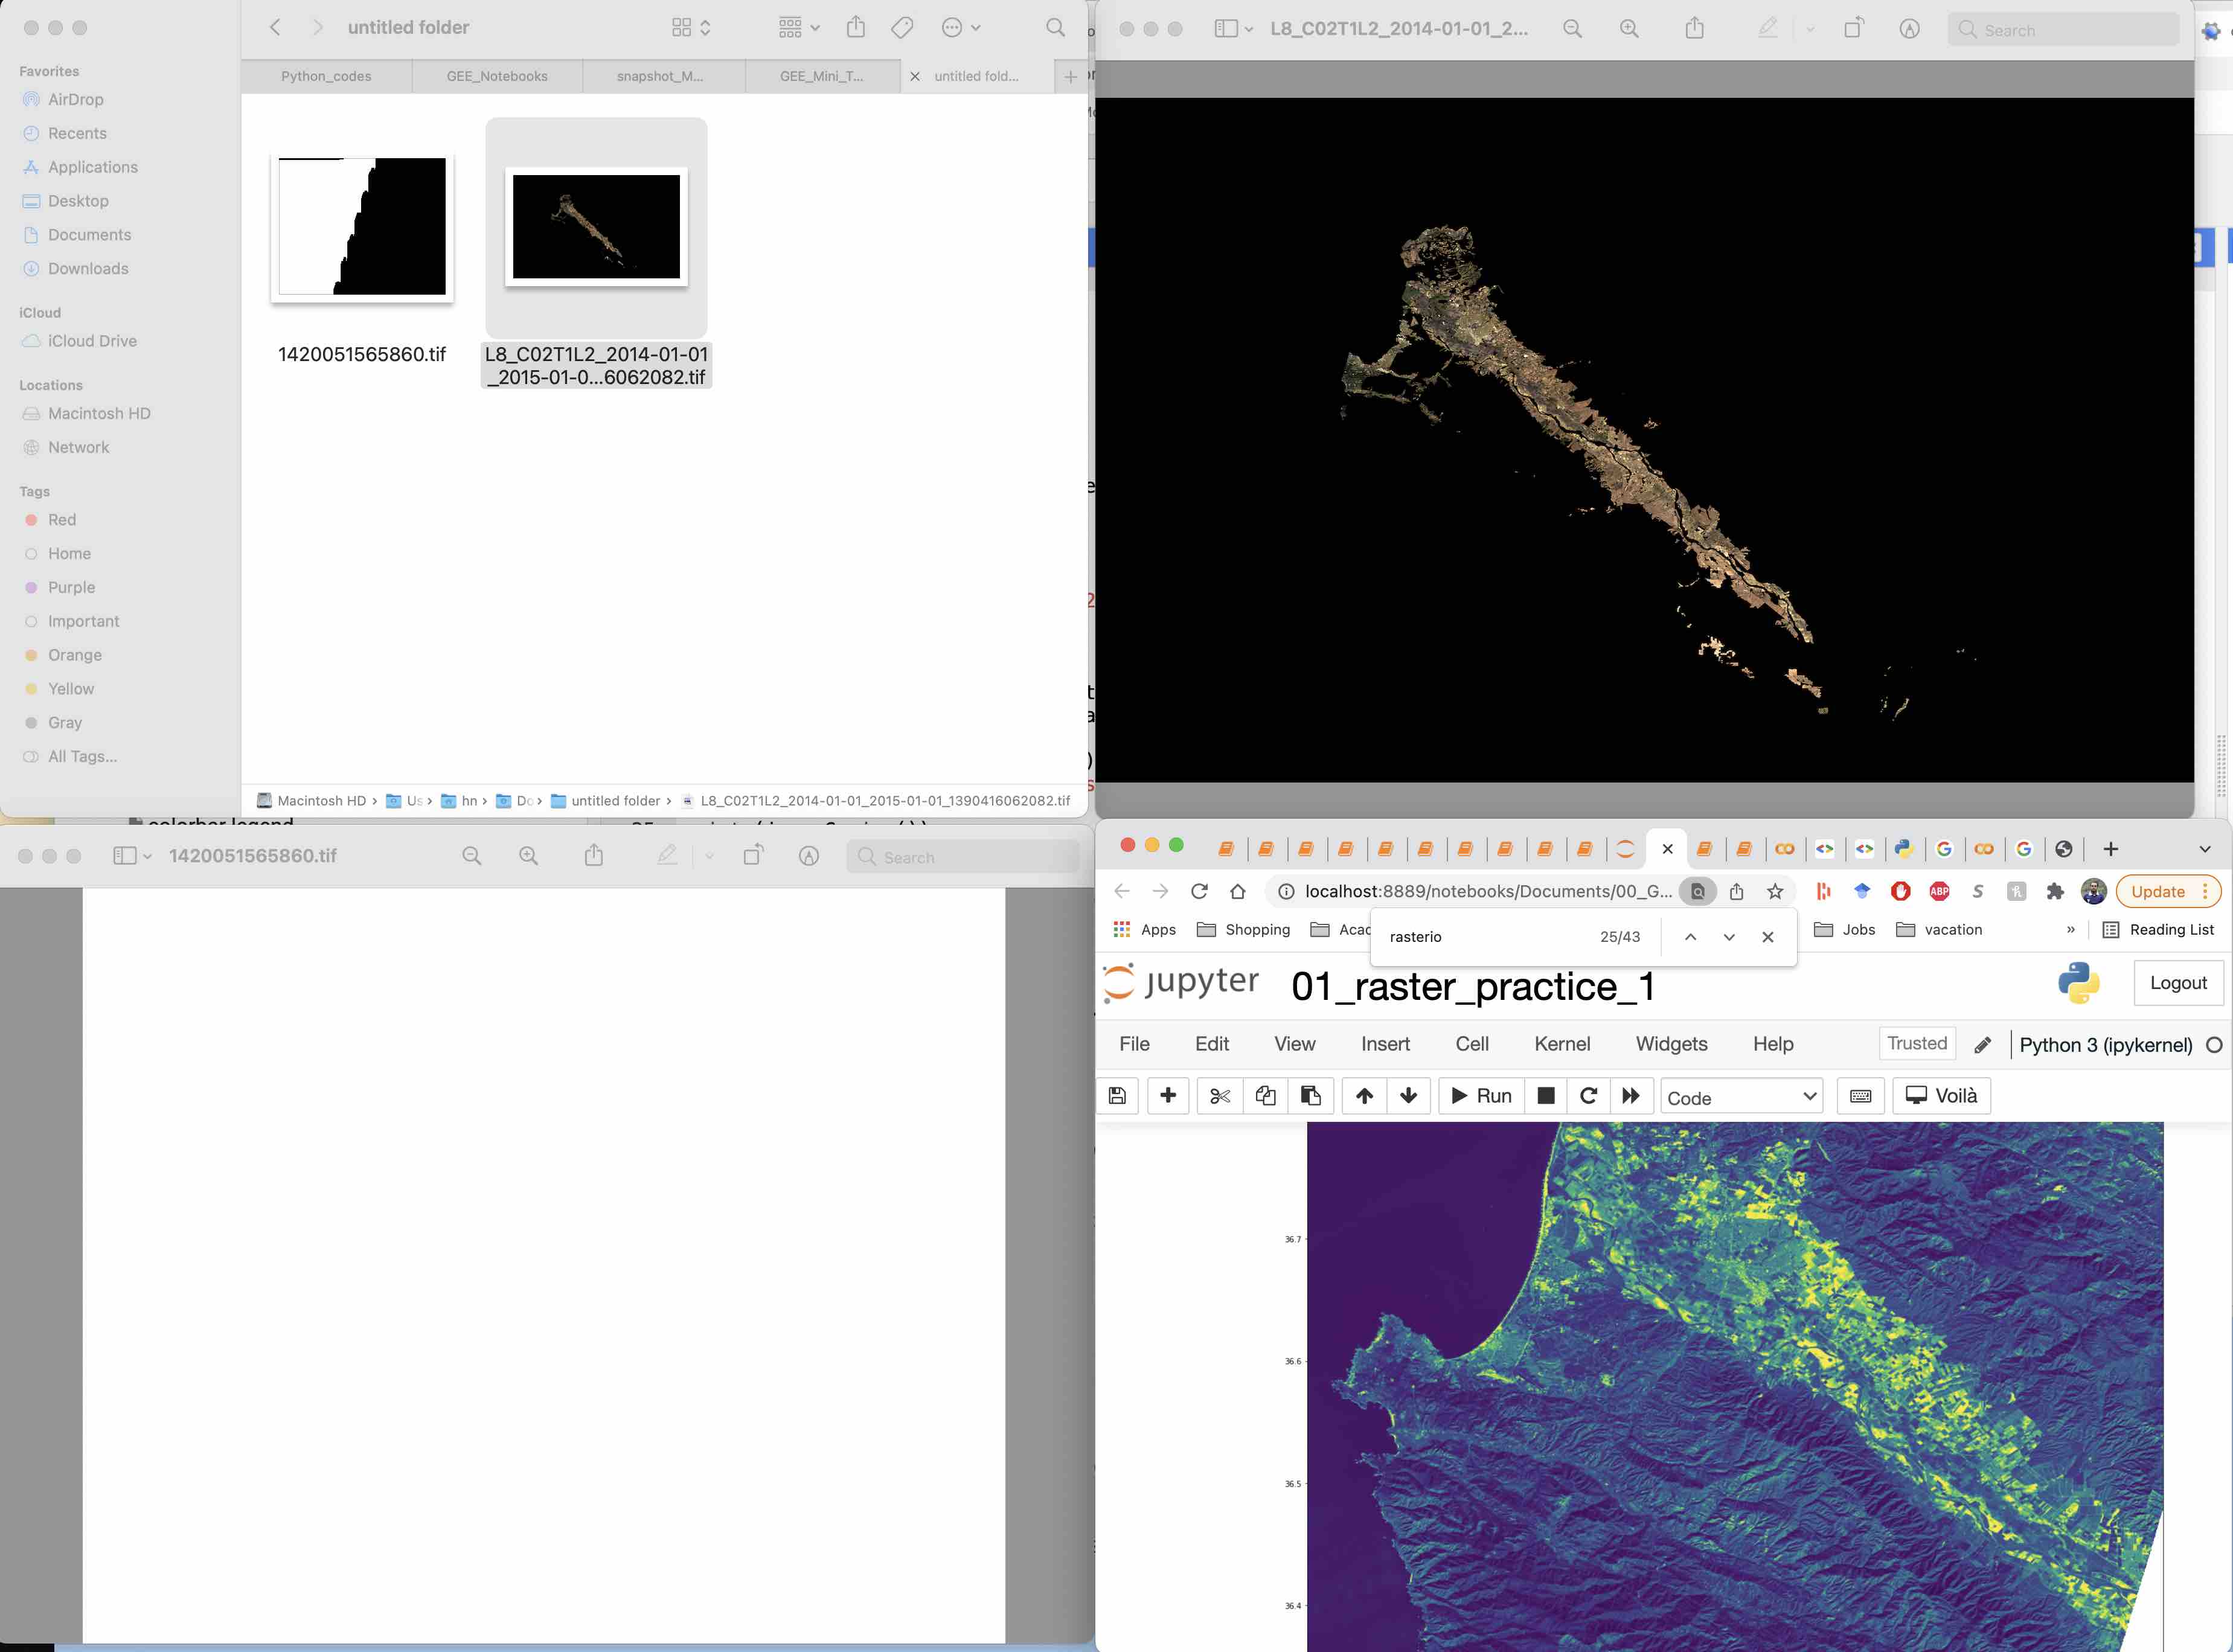 untitled folder
Python_codes
GEE_Notebooks
snapshot_M...
GEE_Mini_T...
untitled fold...
Favorites
AirDrop
Recents
Applications
Desktop
Documents
Downloads
iCloud
iCloud Drive
Locations
Macintosh HD
Network
Tags
Red
Home
Purple
Important
Orange
Yellow
Gray
All Tags...
1420051565860.tif
L8_C02T1L2_2014-01-01
_2015-01-0...6062082.tif
Macintosh HD › Us › hn › Do › untitled folder › L8_C02T1L2_2014-01-01_2015-01-01_1390416062082.tif
L8_C02T1L2_2014-01-01_2...
Search
1420051565860.tif
Search
localhost:8889/notebooks/Documents/00_G...
ABP
Update
Apps
Shopping
Acad
Jobs
vacation
»
Reading List
rasterio
25/43
jupyter
01_raster_practice_1
Logout
File Edit View Insert Cell Kernel Widgets Help
Trusted
Python 3 (ipykernel)
Run
Code
Voilà
36.7
36.6
36.5
36.4